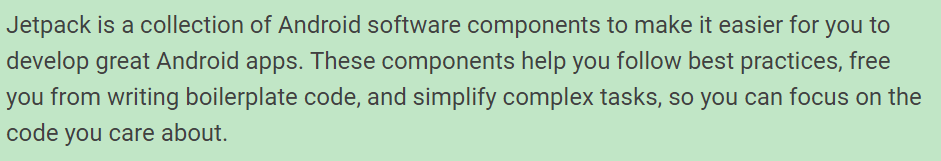 Jetpack is a collection of Android software components to make it easier for you to
develop great Android apps. These components help you follow best practices, free
you from writing boilerplate code, and simplify complex tasks, so you can focus on the
code you care about.